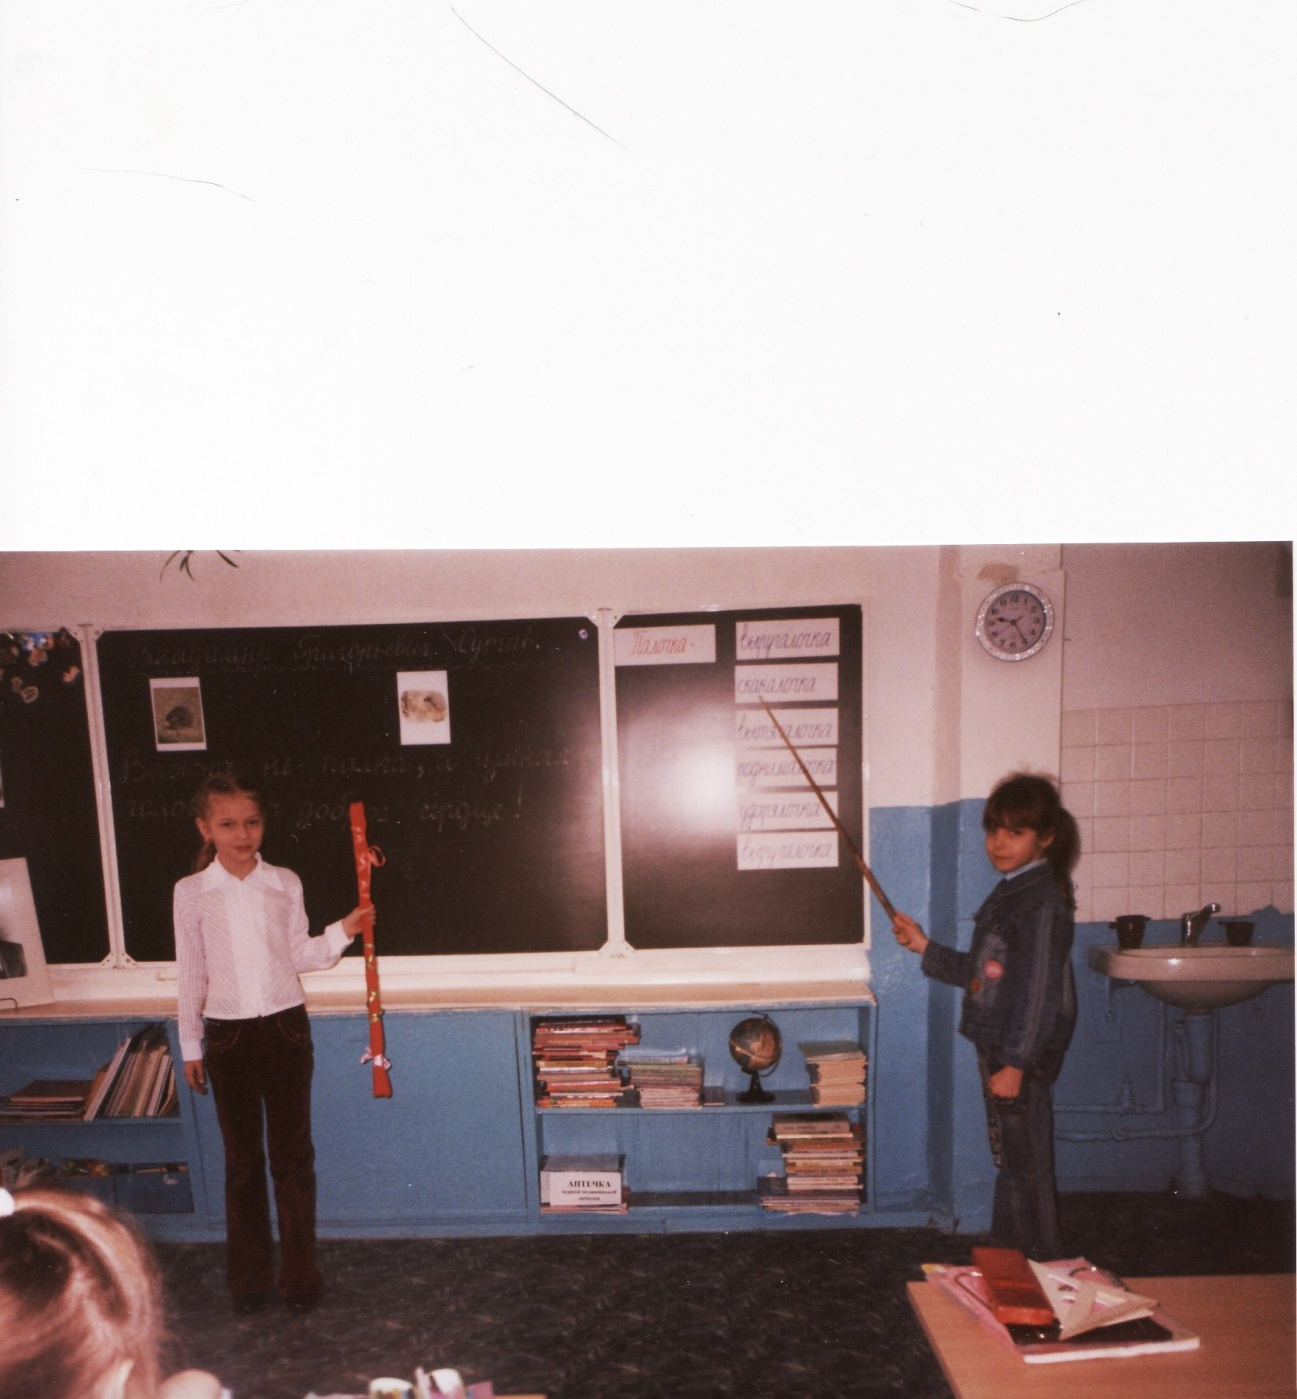 Владимир Григорьевич Сутеев.
Важна не палка, а умная
голова и доброе сердце!
Палочка-
выручалочка
скакалочка
вытягалочка
поднималочка
ударялочка
выручалочка
АПТЕЧКА
первой медицинской
помощи